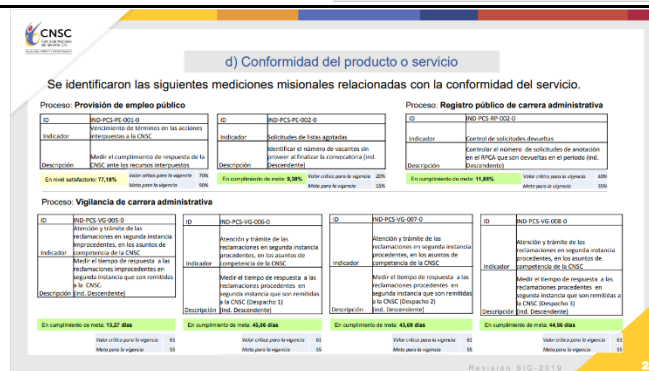 CNSC
d) Conformidad del producto o servicio
Se identificaron las siguientes mediciones misionales relacionadas con la conformidad del servicio.
Proceso: Provisión de empleo público
ID IND-PCS-PE-001-0
Indicador Vencimiento de términos en las acciones
interpuestas a la CNSC
Descripción Medir el cumplimiento de respuesta de la
CNSC ante los recursos interpuestos
En nivel satisfactorio: 77,18%
Valor crítico para la vigencia 70%
Meta para la vigencia 90%
ID IND-PCS-PE-002-0
Indicador Solicitudes de listas agotadas
Descripción Identificar el número de vacantes sin
proveer al finalizar la convocatoria (ind.
Descendente)
En cumplimiento de meta: 9,38%
Valor crítico para la vigencia 20%
Meta para la vigencia 15%
Proceso: Registro público de carrera administrativa
ID IND-PCS-RP-002-0
Indicador Control de solicitudes devueltas
Descripción Controlar el número de solicitudes de anotación
en el RPCA que son devueltas en el periodo (ind.
Descendente)
En cumplimiento de meta: 11,88%
Valor crítico para la vigencia 40%
Meta para la vigencia 35%
Proceso: Vigilancia de carrera administrativa
ID IND-PCS-VG-005-0
Indicador Atención y trámite de las
reclamaciones en segunda instancia
improcedentes, en los asuntos de
competencia de la CNSC
Descripción Medir el tiempo de respuesta a las
reclamaciones improcedentes en
segunda instancia que son remitidas
a la CNSC.
(ind. Descendente)
En cumplimiento de meta: 13,27 días
Valor crítico para la vigencia 61
Meta para la vigencia 55
ID IND-PCS-VG-006-0
Indicador Atención y trámite de las
reclamaciones en segunda instancia
procedentes, en los asuntos de
competencia de la CNSC
Descripción Medir el tiempo de respuesta a las
reclamaciones procedentes en
segunda instancia que son remitidas
a la CNSC (Despacho 1)
(ind. Descendente)
En cumplimiento de meta: 45,86 días
Valor crítico para la vigencia 61
Meta para la vigencia 55
ID IND-PCS-VG-007-0
Indicador Atención y trámite de las
reclamaciones en segunda instancia
procedentes, en los asuntos de
competencia de la CNSC
Descripción Medir el tiempo de respuesta a las
reclamaciones procedentes en
segunda instancia que son remitidas
a la CNSC (Despacho 2)
(ind. Descendente)
En cumplimiento de meta: 43,69 días
Valor crítico para la vigencia 61
Meta para la vigencia 55
ID IND-PCS-VG-008-0
Indicador Atención y trámite de las
reclamaciones en segunda instancia
procedentes, en los asuntos de
competencia de la CNSC
Descripción Medir el tiempo de respuesta a las
reclamaciones procedentes en
segunda instancia que son remitidas a
la CNSC (Despacho 3)
(ind. Descendente)
En cumplimiento de meta: 44,56 días
Valor crítico para la vigencia 61
Meta para la vigencia 55
Revisión SIG-2019